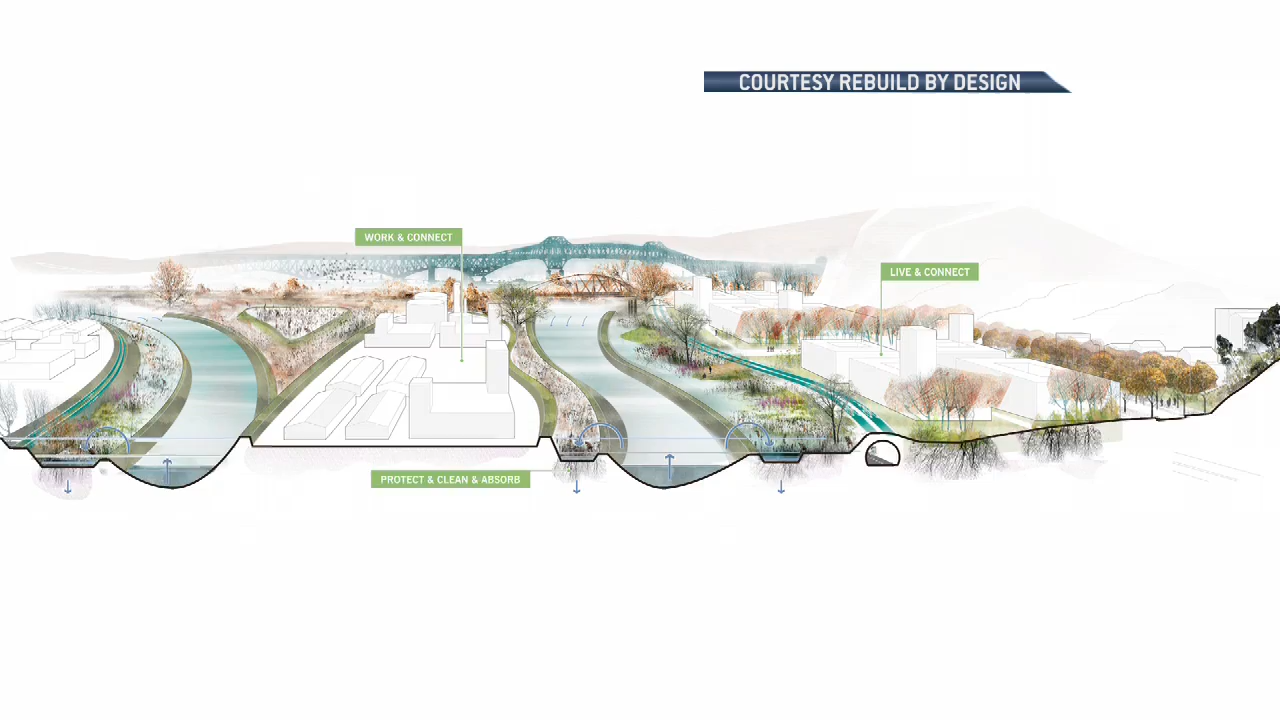 COURTESY REBUILD BY DESIGN
WORK & CONNECT
LIVE & CONNECT
PROTECT & CLEAN & ABSORB